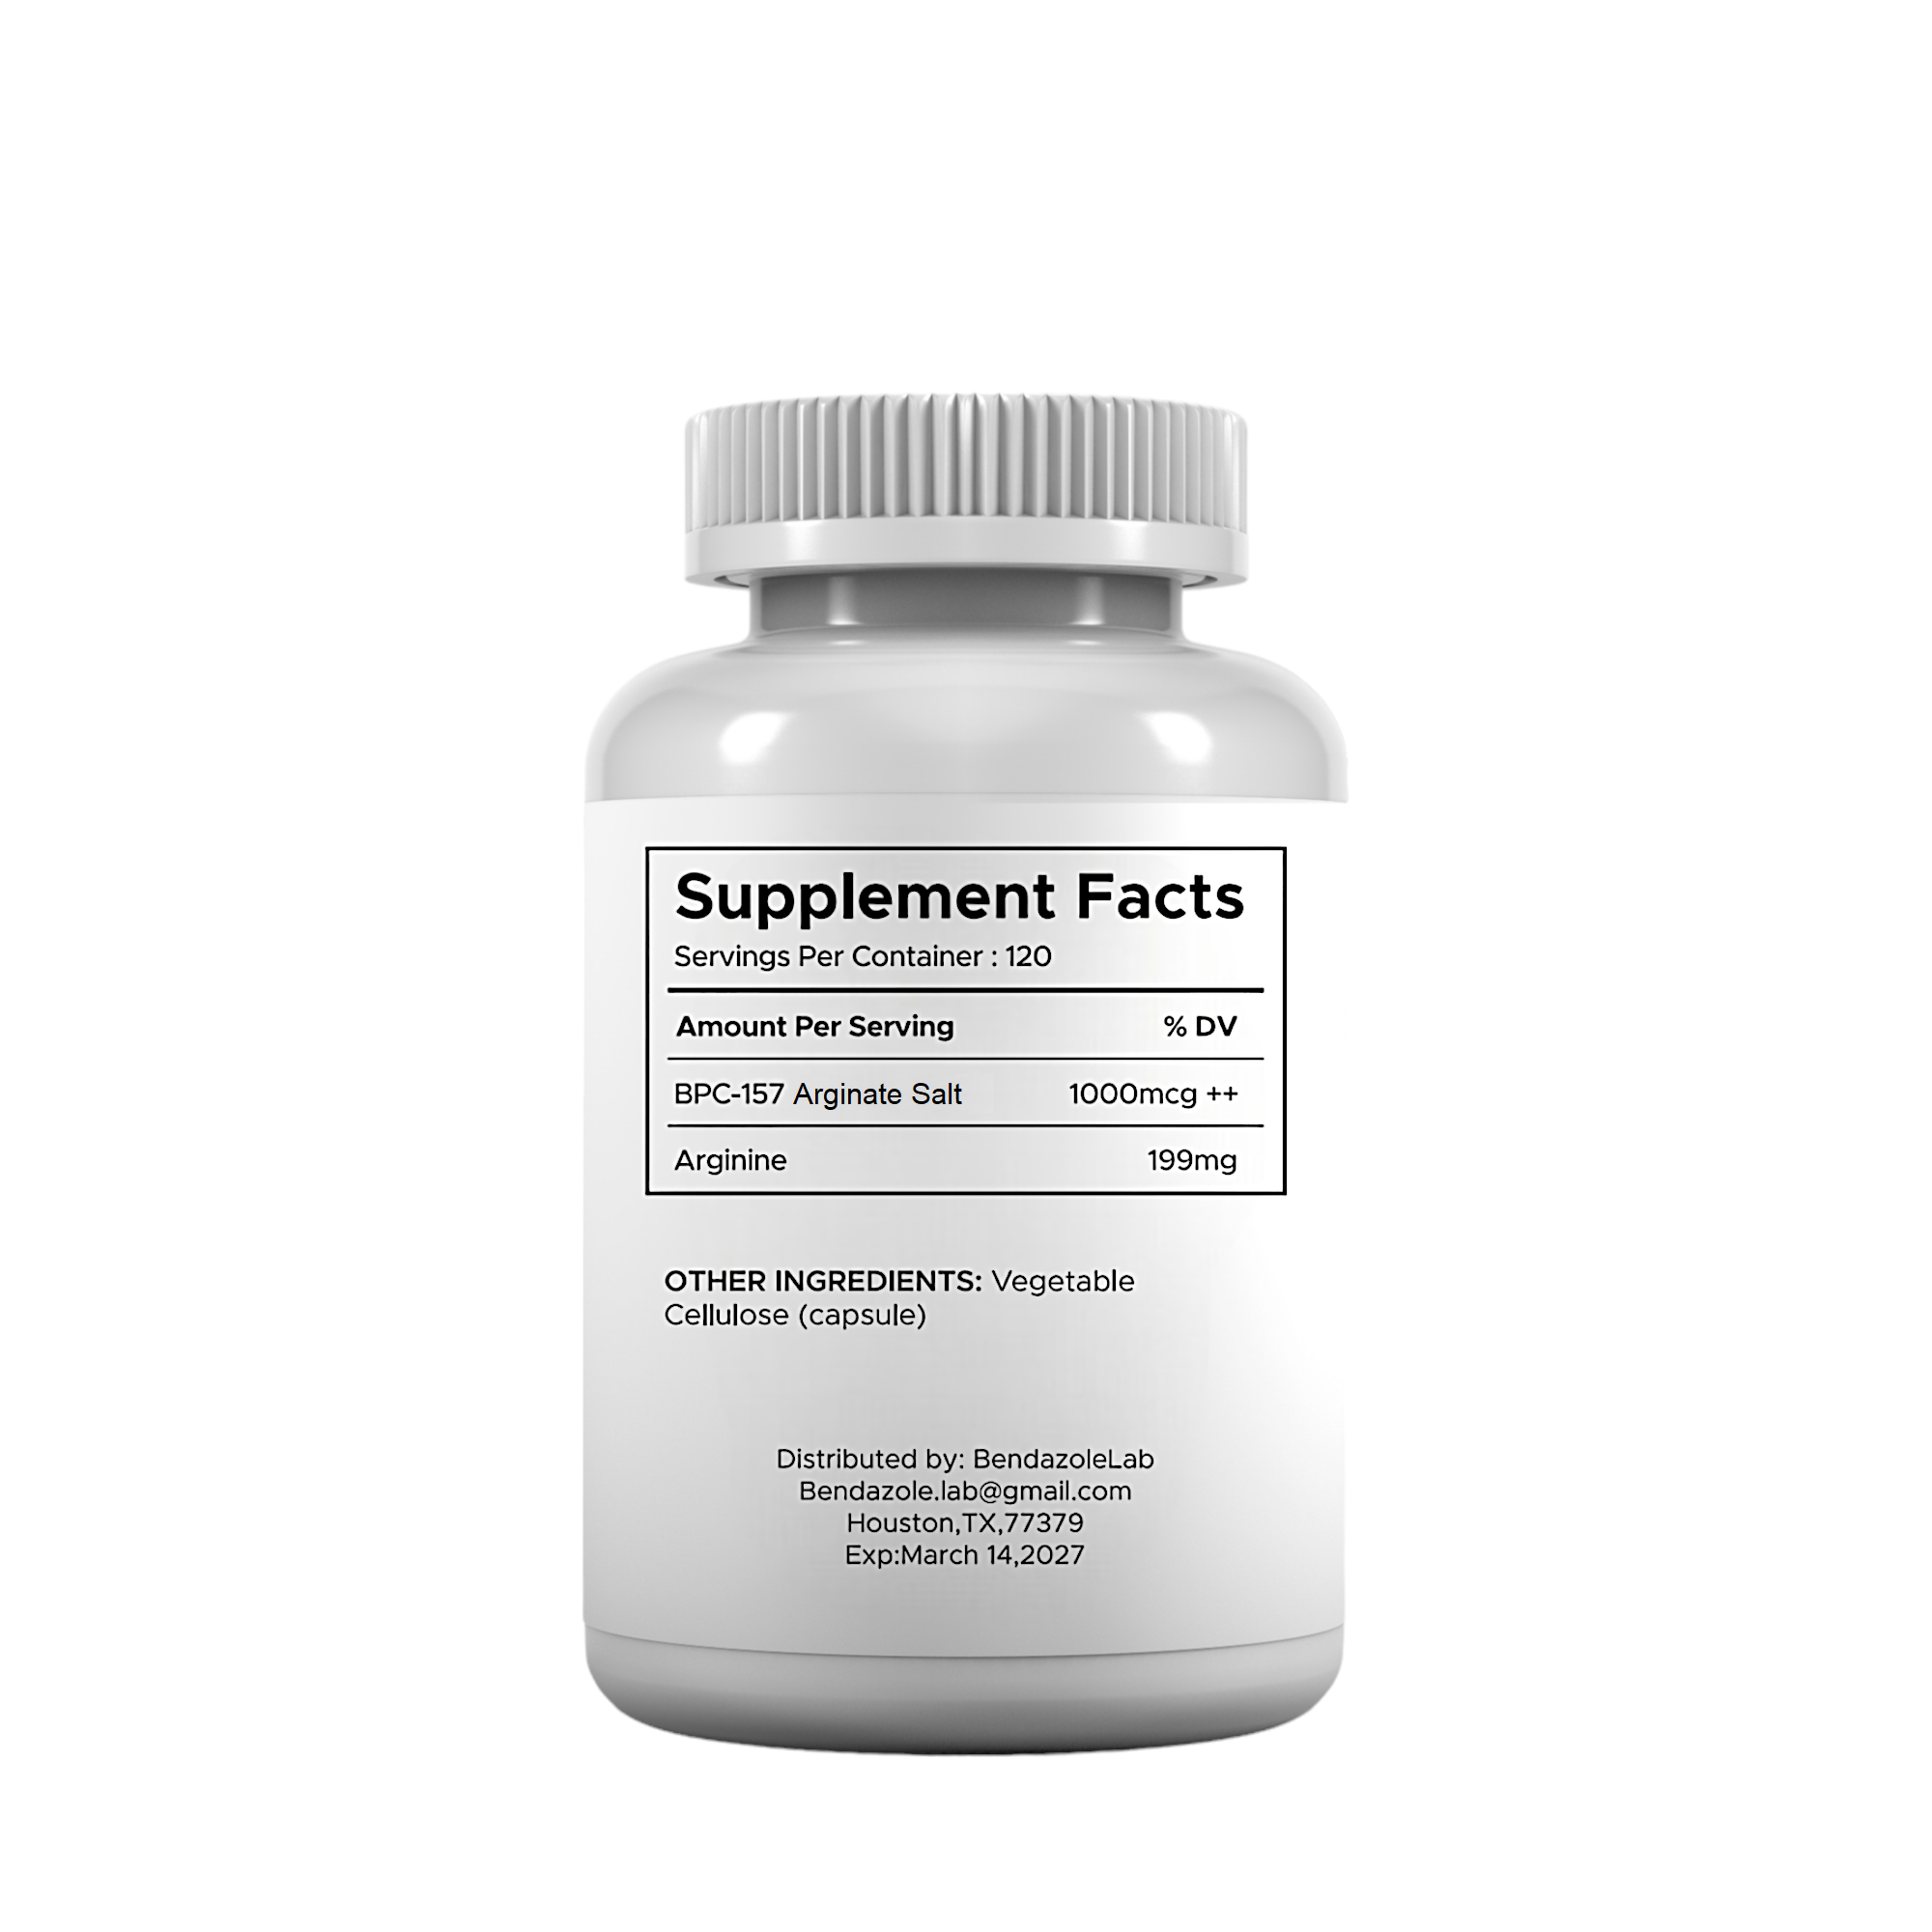 Supplement Facts
Servings Per Container : 120
Amount Per Serving % DV
BPC-157 Arginate Salt 1000mcg ++
Arginine 199mg
OTHER INGREDIENTS: Vegetable
Cellulose (capsule)
Distributed by: BendazoleLab
Bendazole.lab@gmail.com
Houston,TX,77379
Exp:March 14,2027